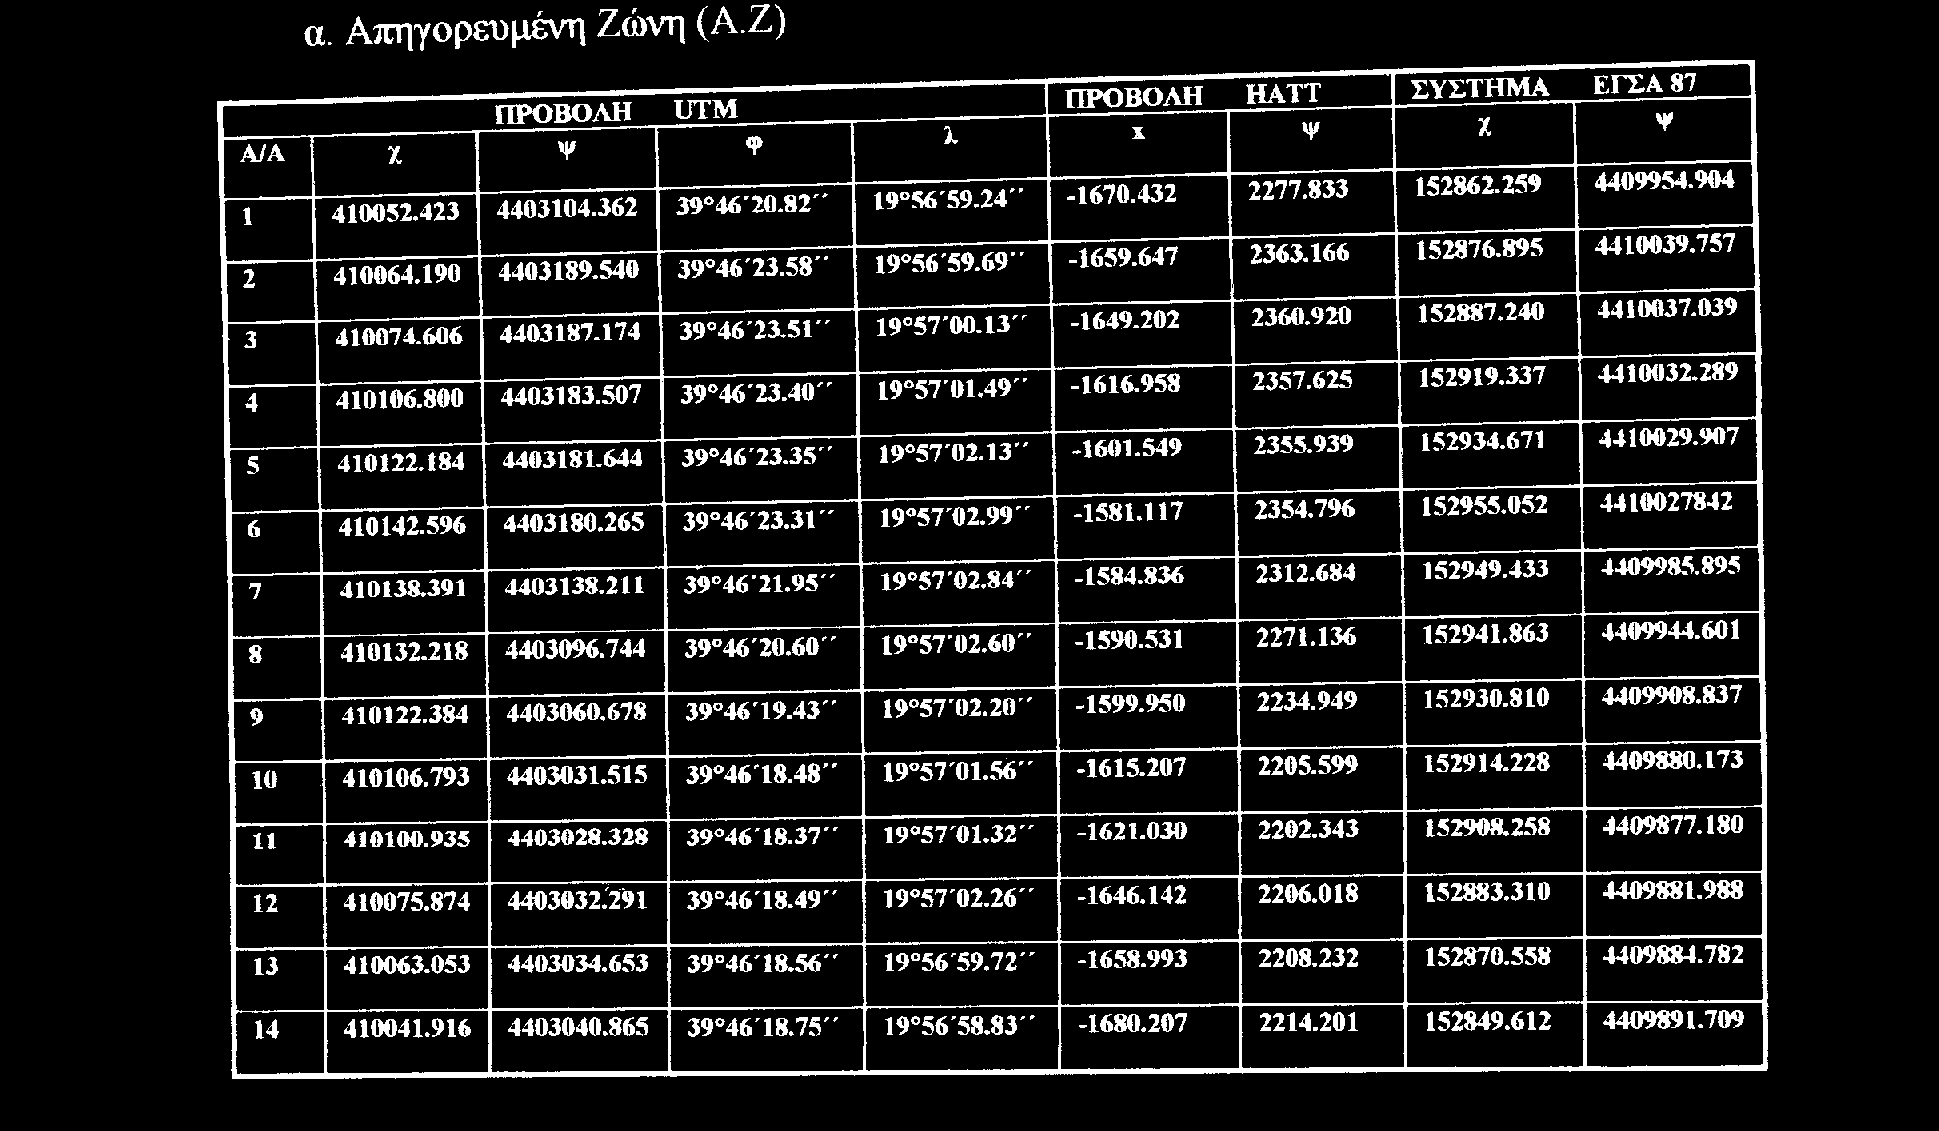 α. Απηγορευμένη Ζώνη (Α.Ζ)
ΠΡΟΒΟΛΗ UTM ΠΡΟΒΟΛΗ HATT ΣΥΣΤΗΜΑ ΕΓΣΑ 87
Α/Α χ ψ φ λ x ψ χ ψ
1 410052.423 4403104.362 39°46΄20.82΄΄ 19°56΄59.24΄΄ -1670.432 2277.833 152862.259 4409954.904
2 410064.190 4403189.540 39°46΄23.58΄΄ 19°56΄59.69΄΄ -1659.647 2363.166 152876.895 4410039.757
3 410074.606 4403187.174 39°46΄23.51΄΄ 19°57΄00.13΄΄ -1649.202 2360.920 152887.240 4410037.039
4 410106.800 4403183.507 39°46΄23.40΄΄ 19°57΄01.49΄΄ -1616.958 2357.625 152919.337 4410032.289
5 410122.184 4403181.644 39°46΄23.35΄΄ 19°57΄02.13΄΄ -1601.549 2355.939 152934.671 4410029.907
6 410142.596 4403180.265 39°46΄23.31΄΄ 19°57΄02.99΄΄ -1581.117 2354.796 152955.052 4410027842
7 410138.391 4403138.211 39°46΄21.95΄΄ 19°57΄02.84΄΄ -1584.836 2312.684 152949.433 4409985.895
8 410132.218 4403096.744 39°46΄20.60΄΄ 19°57΄02.60΄΄ -1590.531 2271.136 152941.863 4409944.601
9 410122.384 4403060.678 39°46΄19.43΄΄ 19°57΄02.20΄΄ -1599.950 2234.949 152930.810 4409908.837
10 410106.793 4403031.515 39°46΄18.48΄΄ 19°57΄01.56΄΄ -1615.207 2205.599 152914.228 4409880.173
11 410100.935 4403028.328 39°46΄18.37΄΄ 19°57΄01.32΄΄ -1621.030 2202.343 152908.258 4409877.180
12 410075.874 4403032.291 39°46΄18.49΄΄ 19°57΄02.26΄΄ -1646.142 2206.018 152883.310 4409881.988
13 410063.053 4403034.653 39°46΄18.56΄΄ 19°56΄59.72΄΄ -1658.993 2208.232 152870.558 4409884.782
14 410041.916 4403040.865 39°46΄18.75΄΄ 19°56΄58.83΄΄ -1680.207 2214.201 152849.612 4409891.709